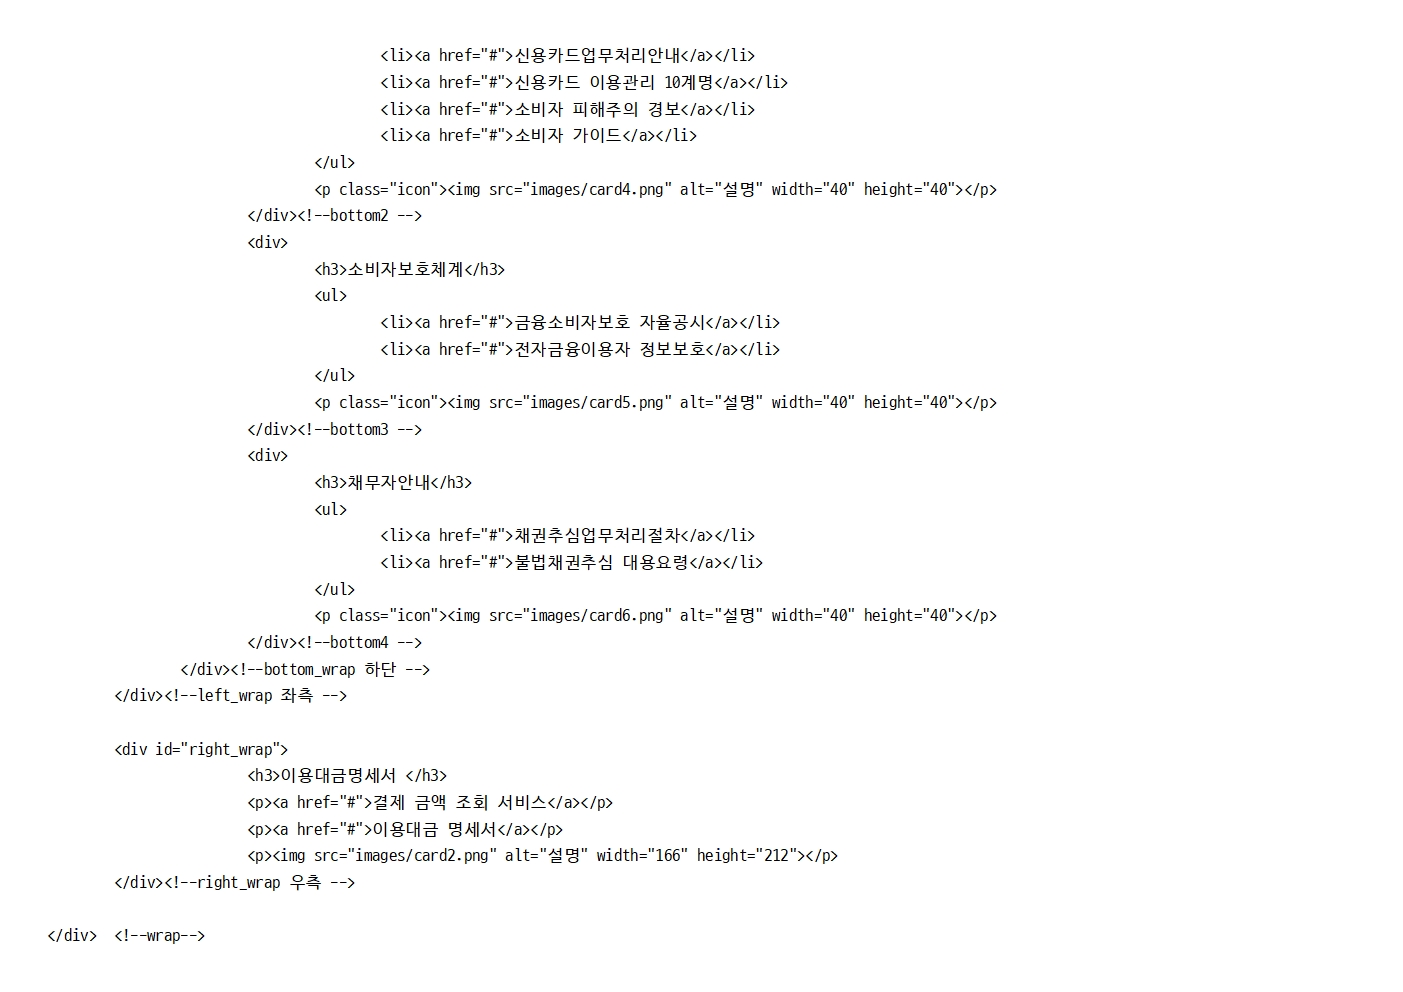 <li><a href="#">신용카드업무처리안내</a></li>
<li><a href="#">신용카드 이용관리 10계명</a></li>
<li><a href="#">소비자 피해주의 경보</a></li>
<li><a href="#">소비자 가이드</a></li>
</ul>
<p class="icon"><img src="images/card4.png" alt="설명" width="40" height="40"></p>
</div><!--bottom2 -->
<div>
<h3>소비자보호체계</h3>
<ul>
<li><a href="#">금융소비자보호 자율공시</a></li>
<li><a href="#">전자금융이용자 정보보호</a></li>
</ul>
<p class="icon"><img src="images/card5.png" alt="설명" width="40" height="40"></p>
</div><!--bottom3 -->
<div>
<h3>채무자안내</h3>
<ul>
<li><a href="#">채권추심업무처리절차</a></li>
<li><a href="#">불법채권추심 대용요령</a></li>
</ul>
<p class="icon"><img src="images/card6.png" alt="설명" width="40" height="40"></p>
</div><!--bottom4 -->
</div><!--bottom_wrap 하단 -->
</div><!--left_wrap 좌측 -->
<div id="right_wrap">
<h3>이용대금명세서 </h3>
<p><a href="#">결제 금액 조회 서비스</a></p>
<p><a href="#">이용대금 명세서</a></p>
<p><img src="images/card2.png" alt="설명" width="166" height="212"></p>
</div><!--right_wrap 우측 -->
</div>  <!--wrap-->